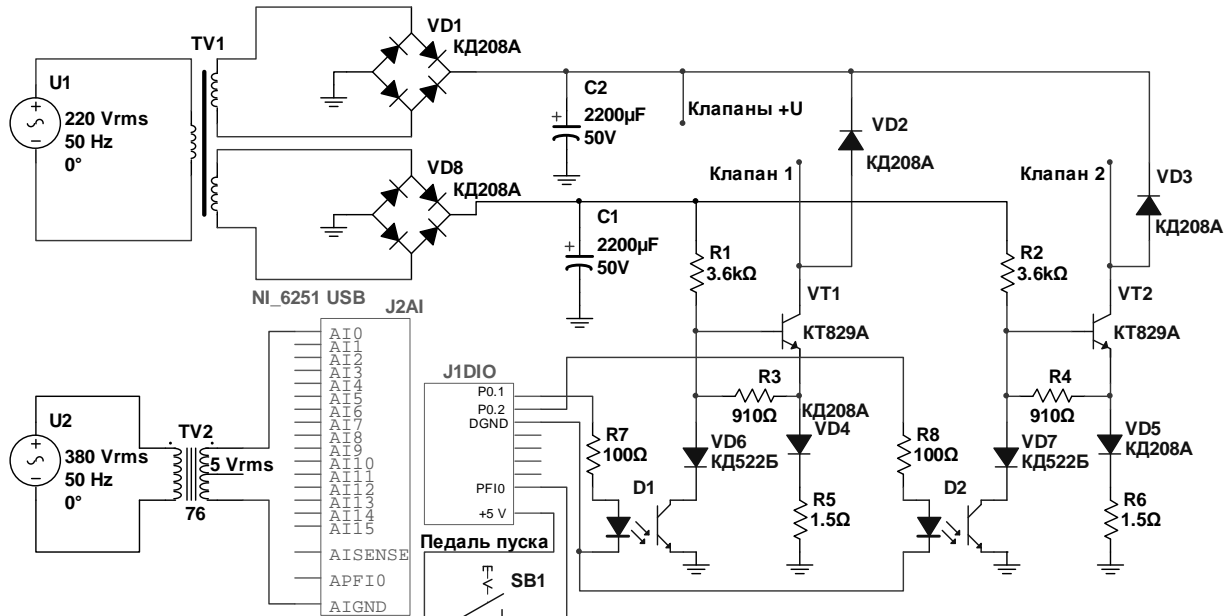 TV1
U1
220 Vrms
50 Hz
0°
VD1
КД208А
VD8
КД208А
C2
2200µF
50V
+
C1
2200µF
50V
+
Клапаны +U
VD2
КД208А
Клапан 1
Клапан 2
VD3
КД208А
R1
3.6kΩ
R2
3.6kΩ
VT1
КТ829А
VT2
КТ829А
R3
910Ω
R4
910Ω
КД208А
VD4
VD5
КД208А
VD6
КД522Б
VD7
КД522Б
R5
1.5Ω
R6
1.5Ω
R7
100Ω
R8
100Ω
D1
D2
NI_6251 USB
J2AI
AI0
AI1
AI2
AI3
AI4
AI5
AI6
AI7
AI8
AI9
AI10
AI11
AI12
AI13
AI14
AI15
AISENSE
APFI0
AIGND
U2
380 Vrms
50 Hz
0°
TV2
5 Vrms
76
J1DIO
P0.1
P0.2
DGND
PFI0
+5 V
Педаль пуска
SB1